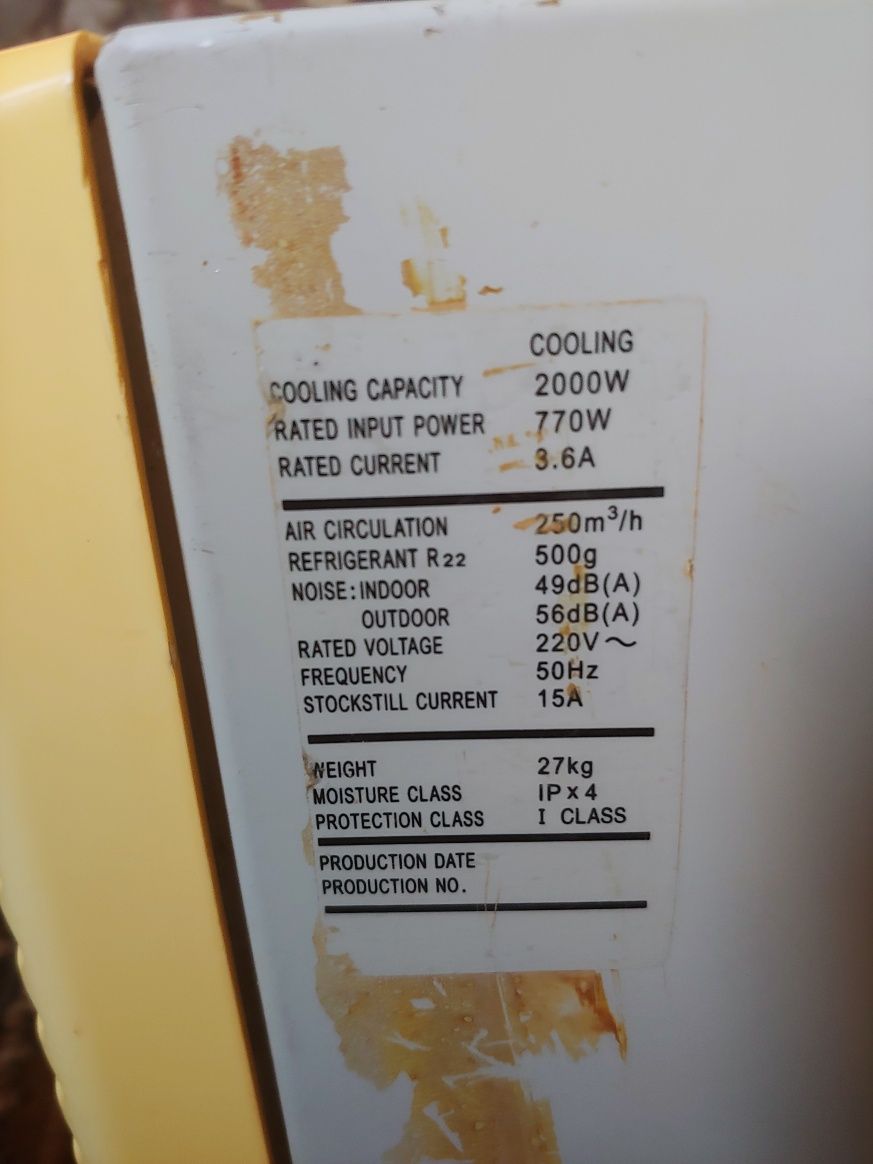 COOLING
COOLING CAPACITY 2000W
RATED INPUT POWER 770W
RATED CURRENT 3.6A
AIR CIRCULATION 250m³/h
REFRIGERANT R22 500g
NOISE: INDOOR 49dB(A)
OUTDOOR 56dB(A)
RATED VOLTAGE 220V～
FREQUENCY 50Hz
STOCKSTILL CURRENT 15A
WEIGHT 27kg
MOISTURE CLASS IPx4
PROTECTION CLASS I CLASS
PRODUCTION DATE
PRODUCTION NO.